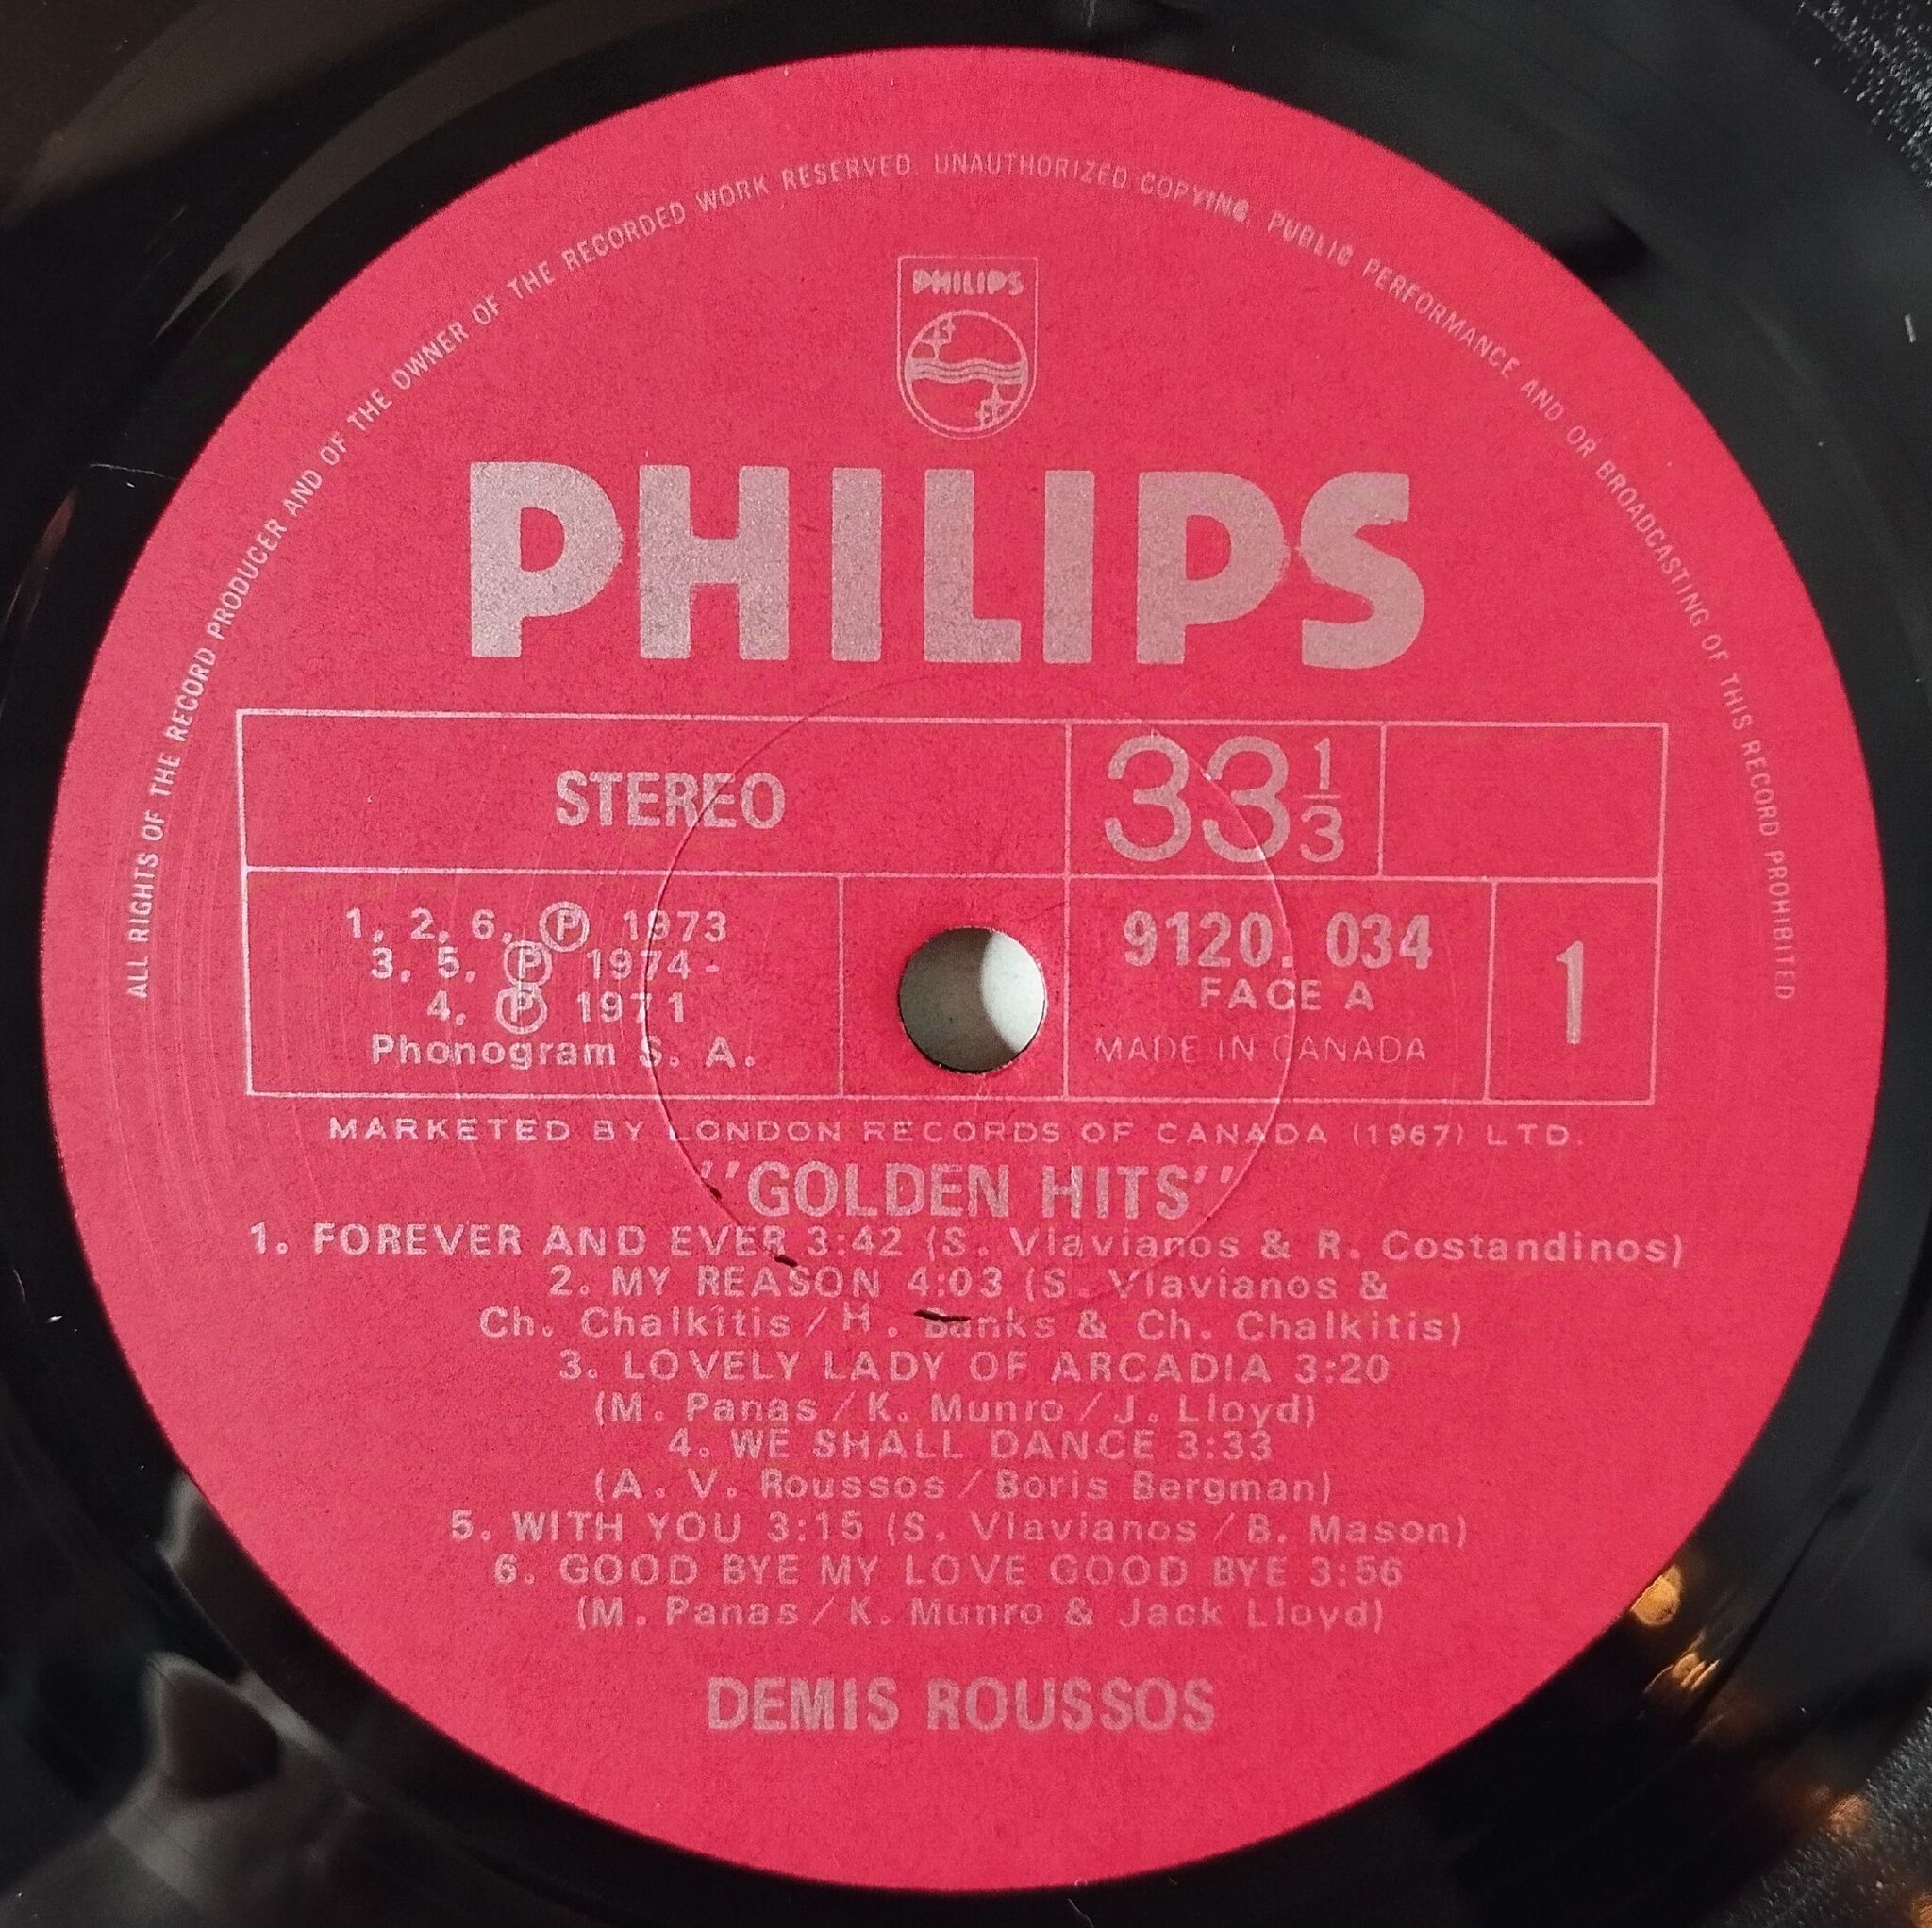 ALL RIGHTS OF THE RECORD PRODUCER AND OF THE OWNER OF THE RECORDED WORK RESERVED UNAUTHORIZED COPYING, PUBLIC PERFORMANCE AND OR BROADCASTING OF THIS RECORD PROHIBITED
PHILIPS
PHILIPS
STEREO
33 1/3
1, 2, 6, Ⓟ 1973
3, 5, Ⓟ 1974-
4, Ⓟ 1971
Phonogram S. A.
9120. 034
FACE A
MADE IN CANADA
1
MARKETED BY LONDON RECORDS OF CANADA (1967) LTD.
''GOLDEN HITS''
1. FOREVER AND EVER 3:42 (S. Vlavianos & R. Costandinos)
2. MY REASON 4:03 (S. Vlavianos &
Ch. Chalkitis / H. Banks & Ch. Chalkitis)
3. LOVELY LADY OF ARCADIA 3:20
(M. Panas / K. Munro / J. Lloyd)
4. WE SHALL DANCE 3:33
(A. V. Roussos / Boris Bergman)
5. WITH YOU 3:15 (S. Vlavianos / B. Mason)
6. GOOD BYE MY LOVE GOOD BYE 3:56
(M. Panas / K. Munro & Jack Lloyd)
DEMIS ROUSSOS